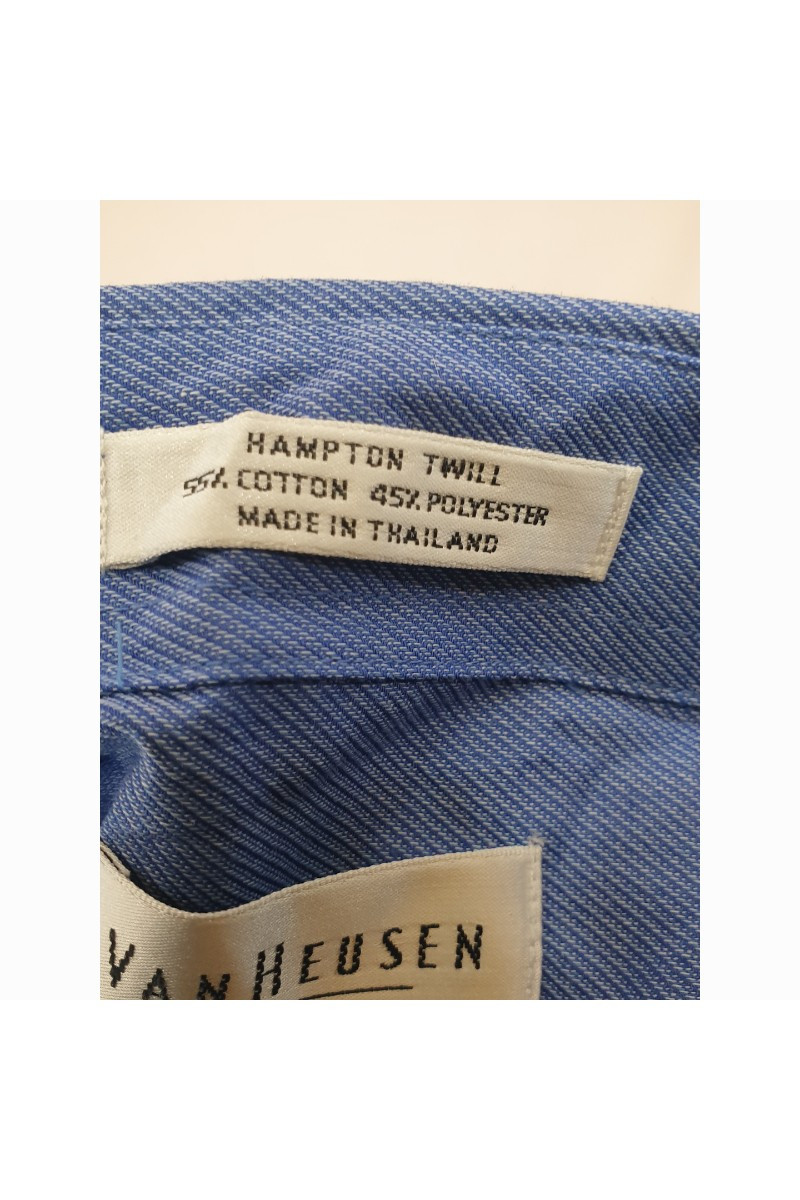 HAMPTON TWILL
55% COTTON 45% POLYESTER
MADE IN THAILAND
VAN HEUSEN